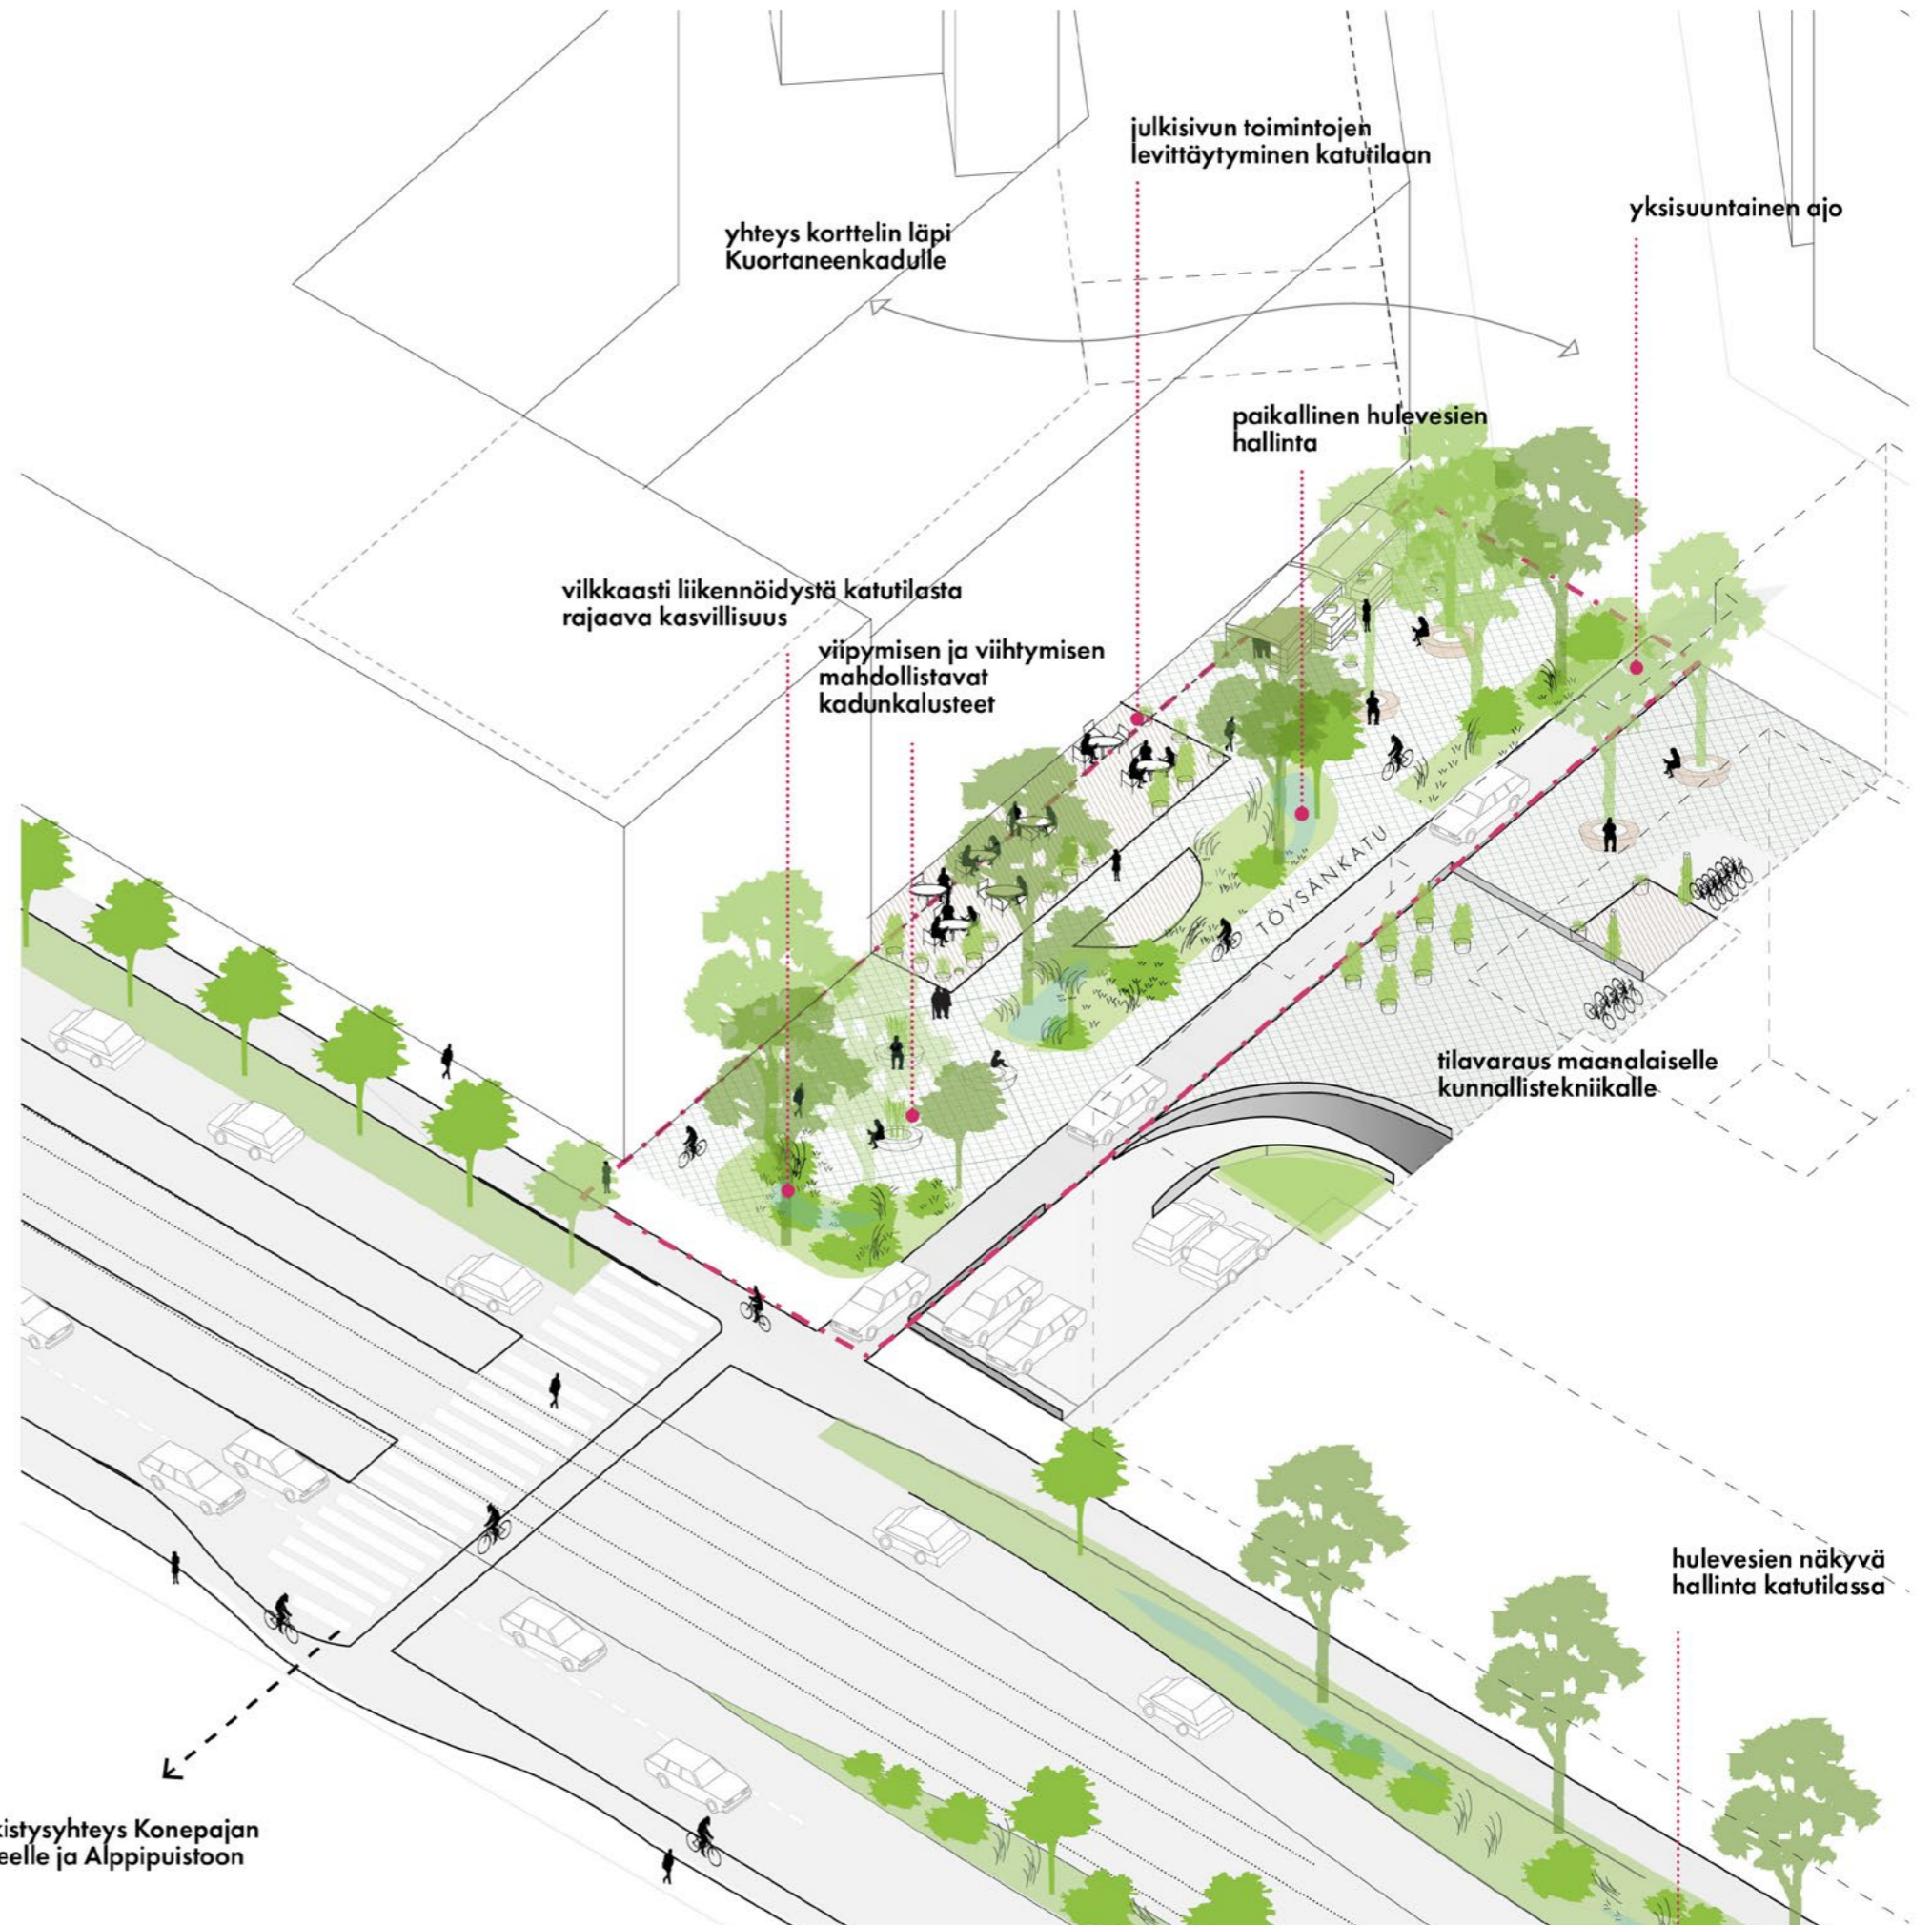 julkisivun toimintojen
levittäytyminen katutilaan
yksisuuntainen ajo
yhteys korttelin läpi
Kuortaneenkadulle
paikallinen hulevesien
hallinta
vilkkaasti liikennöidystä katutilasta
rajaava kasvillisuus
viipymisen ja viihtymisen
mahdollistavat
kadunkalusteet
TÖYSÄNKATU
tilavaraus maanalaiselle
kunnallistekniikalle
hulevesien näkyvä
hallinta katutilassa
Konepajan
ja Alppipuistoon